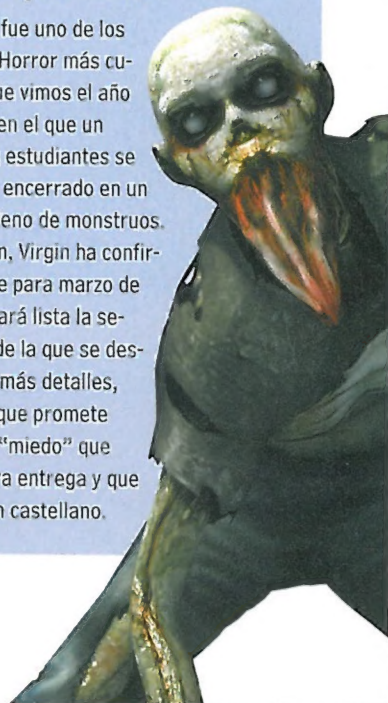 fue uno de los
Horror más cu-
ue vimos el año
en el que un
estudiantes se
encerrado en un
eno de monstruos.
n, Virgin ha confir-
e para marzo de
ará lista la se-
de la que se des-
más detalles,
que promete
"miedo" que
ra entrega y que
n castellano.